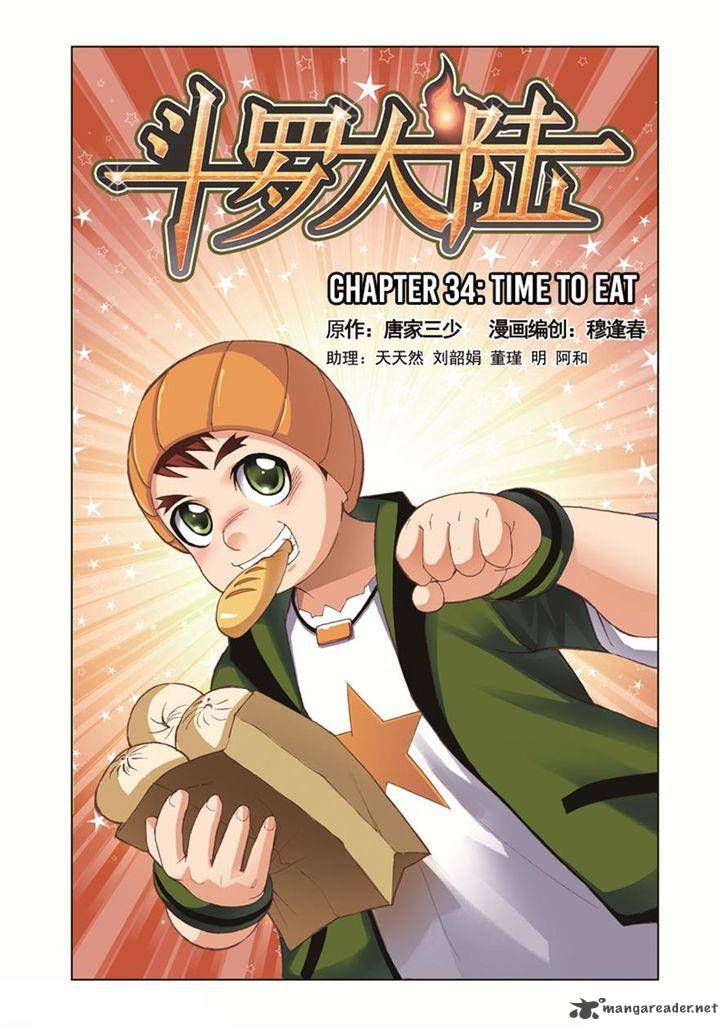 斗罗大陆
CHAPTER 34: TIME TO EAT
原作：唐家三少 漫画编创：穆逢春
助理：天天然 刘韶娟 董瑾 明 阿和
mangareader.net